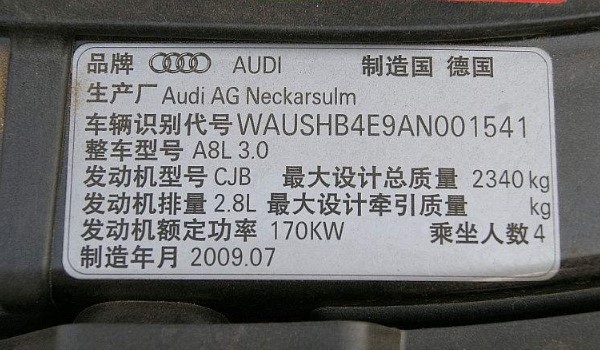 品牌 AUDI 制造国 德国
生产厂 Audi AG Neckarsulm
车辆识别代号 WAUSHB4E9AN001541
整车型号 A8L 3.0
发动机型号 CJB 最大设计总质量 2340 kg
发动机排量 2.8L 最大设计牵引质量 kg
发动机额定功率 170KW 乘坐人数 4
制造年月 2009.07